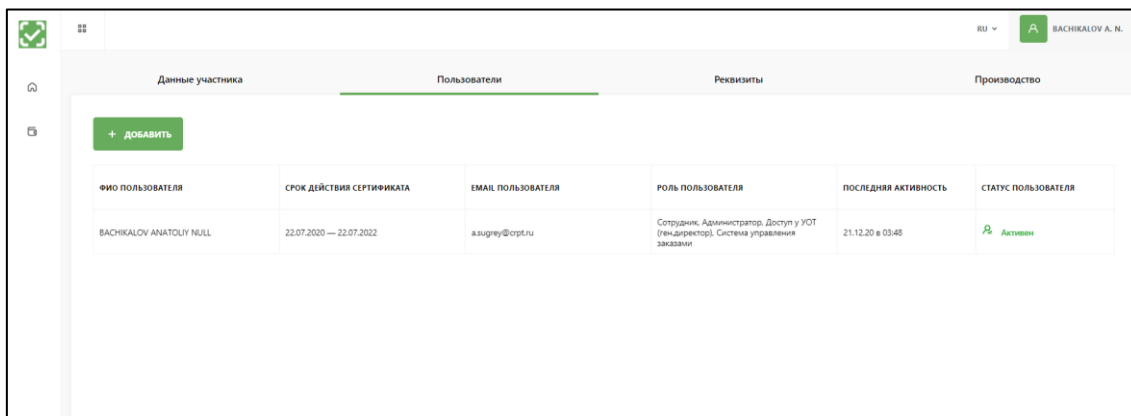 RU
BACHIKALOV A. N.
Данные участника
Пользователи
Реквизиты
Производство
+ ДОБАВИТЬ
ФИО ПОЛЬЗОВАТЕЛЯ
СРОК ДЕЙСТВИЯ СЕРТИФИКАТА
EMAIL ПОЛЬЗОВАТЕЛЯ
РОЛЬ ПОЛЬЗОВАТЕЛЯ
ПОСЛЕДНЯЯ АКТИВНОСТЬ
СТАТУС ПОЛЬЗОВАТЕЛЯ
BACHIKALOV ANATOLIY NULL
22.07.2020 — 22.07.2022
a.sugrey@crpt.ru
Сотрудник, Администратор, Доступ у УОТ
(ген.директор), Система управления
заказами
21.12.20 в 03:48
Активен